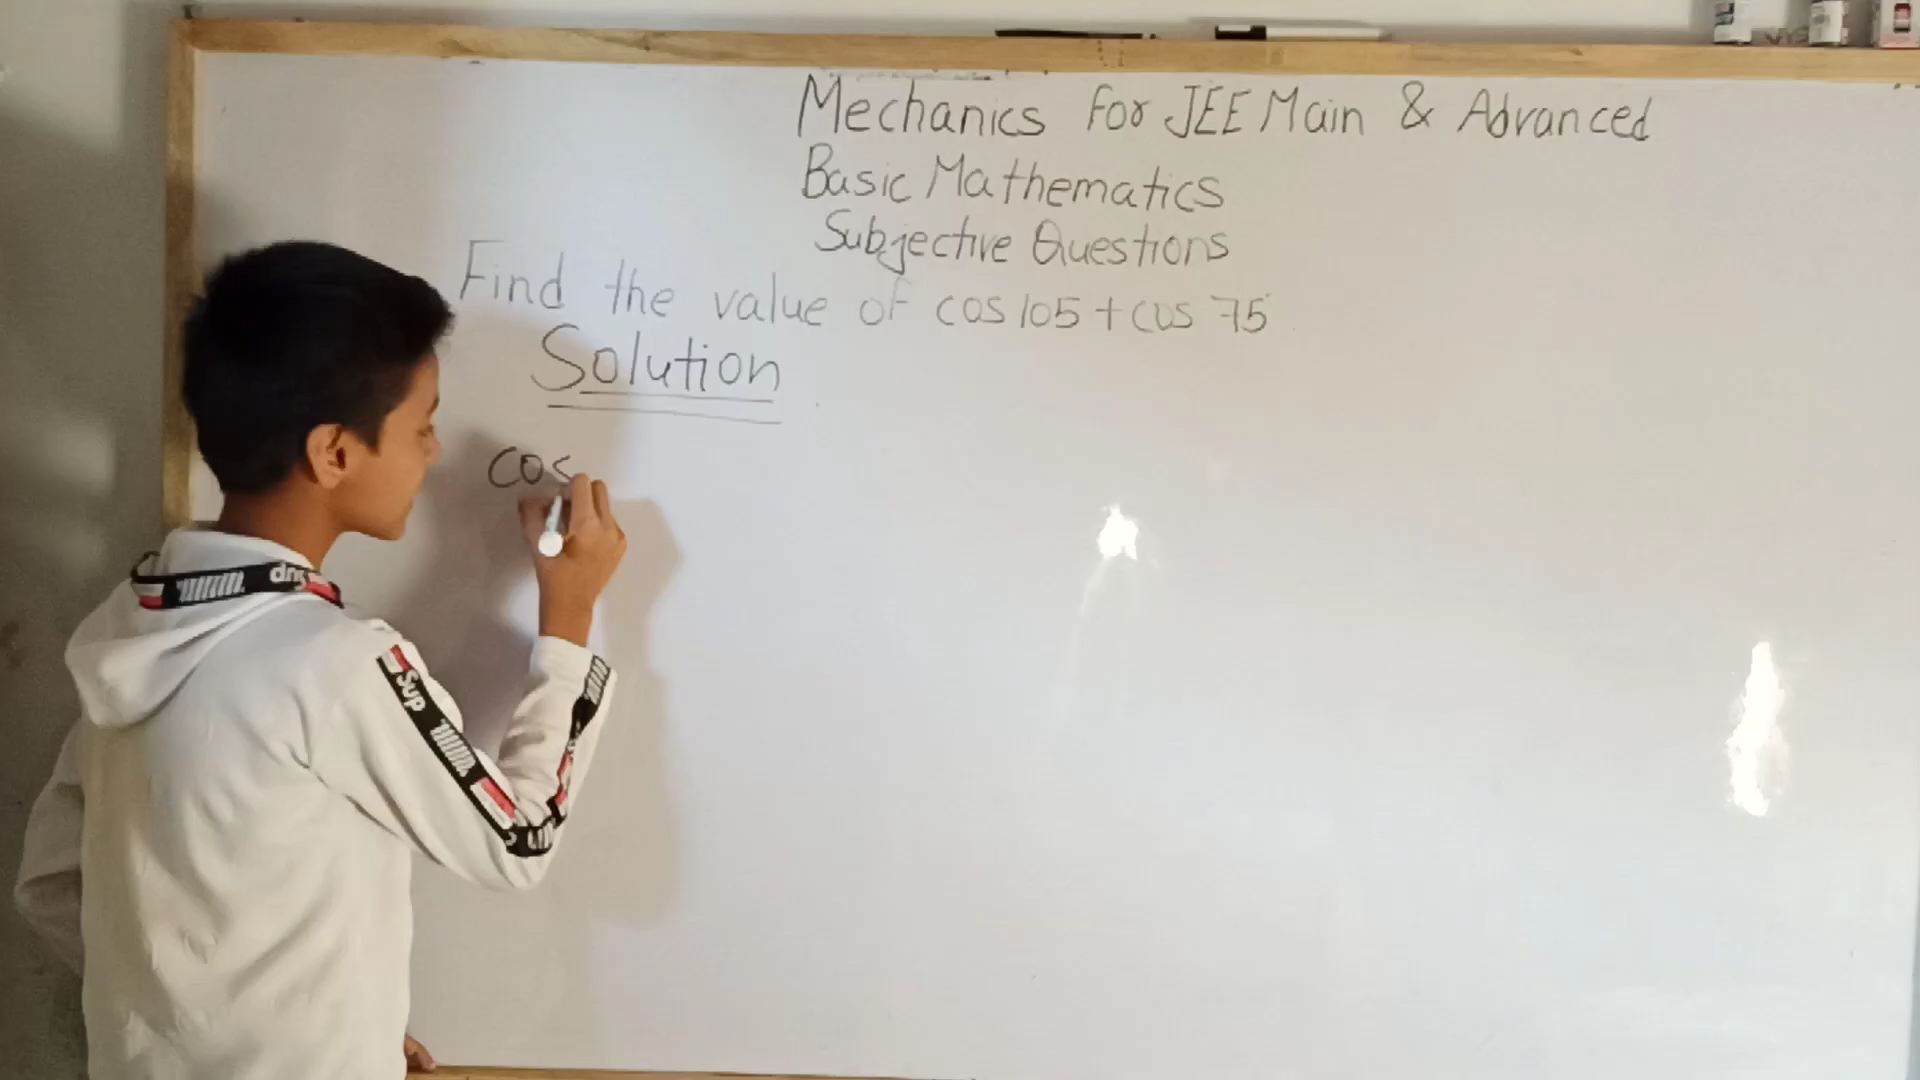 Mechanics for JEE Main & Advanced
Basic Mathematics
Subjective Questions
Find the value of cos 105 + cos 75
Solution
cos
Sup